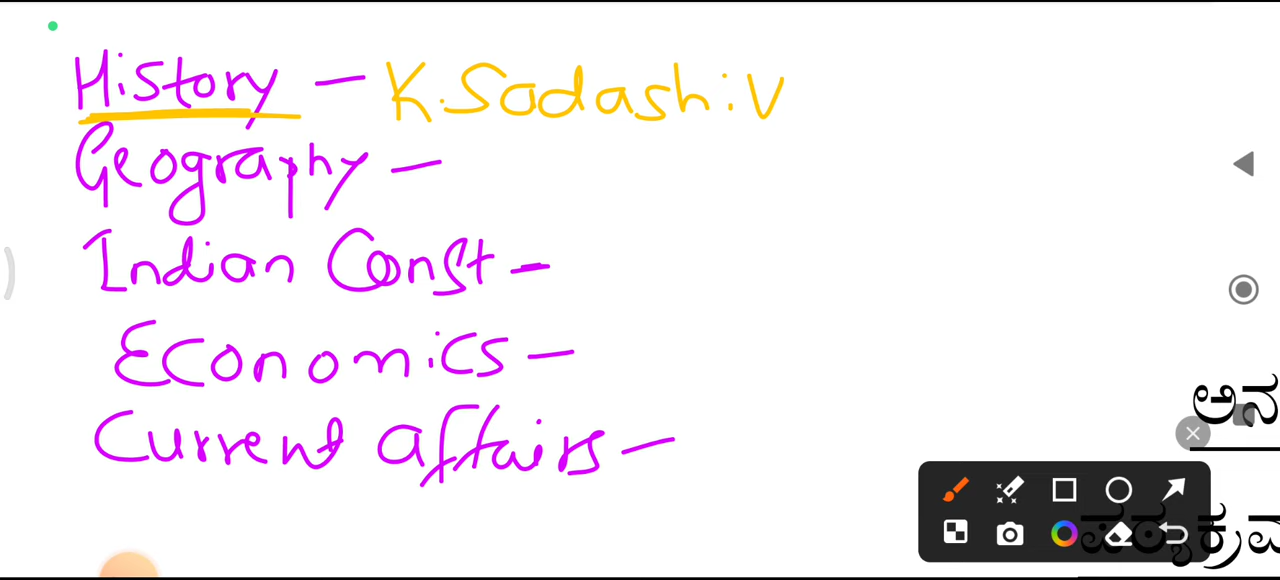 History - K.Sadashiv
Geography -
Indian Const -
Economics -
Current affairs -